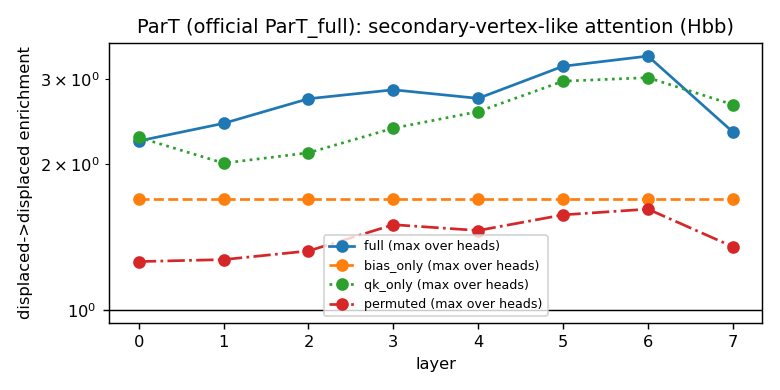 ParT (official ParT_full): secondary-vertex-like attention (Hbb)
displaced->displaced enrichment
3 × 10⁰
2 × 10⁰
10⁰
full (max over heads)
bias_only (max over heads)
qk_only (max over heads)
permuted (max over heads)
0 1 2 3 4 5 6 7
layer